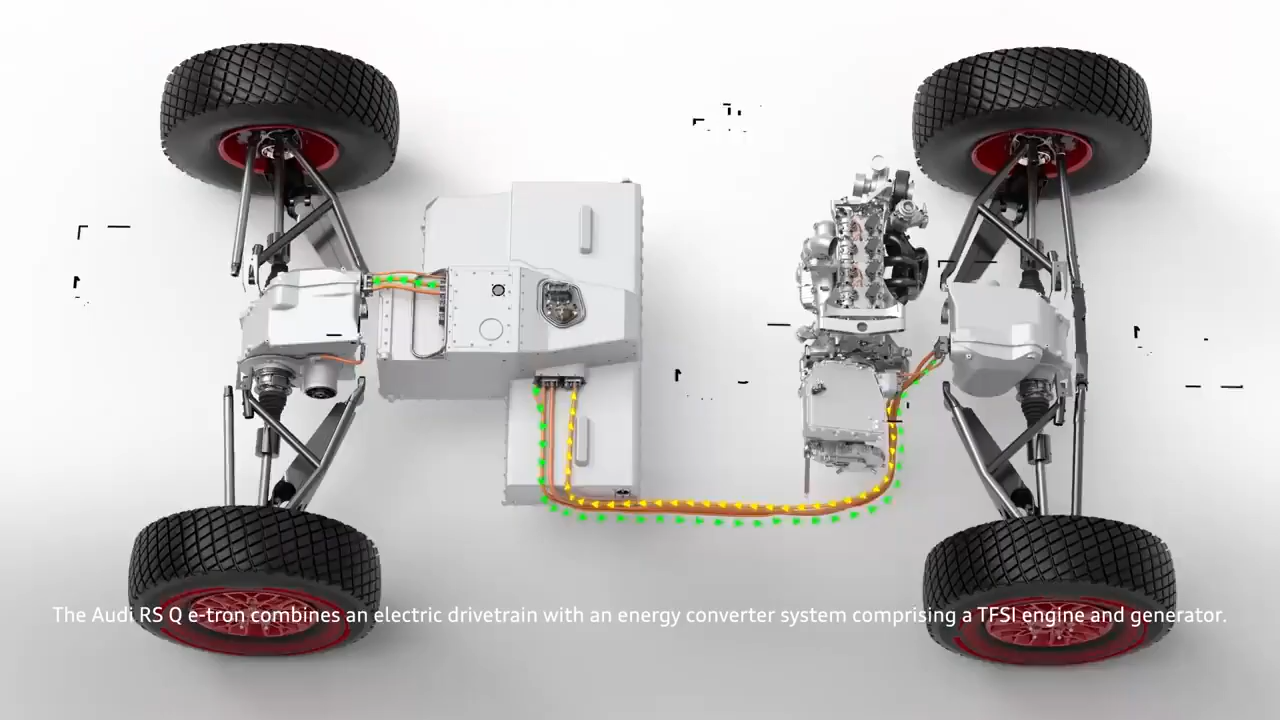 The Audi RS Q e-tron combines an electric drivetrain with an energy converter system comprising a TFSI engine and generator.